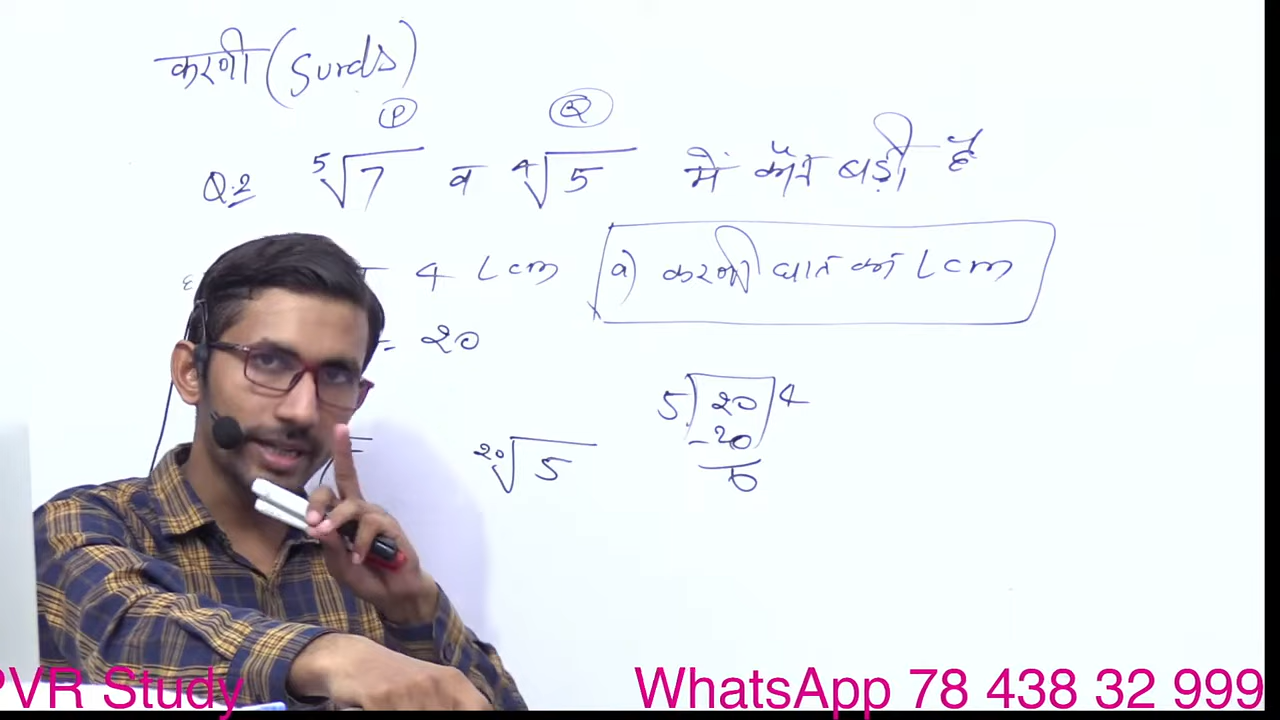 करणी (Surds)
P Q
Q.2 ⁵√7 व ⁴√5 में कौन बड़ी है
4 Lcm
a) करणी घात का Lcm
= 20
5) 20 (4
-20
0
²⁰√5
PVR Study
WhatsApp 78 438 32 999